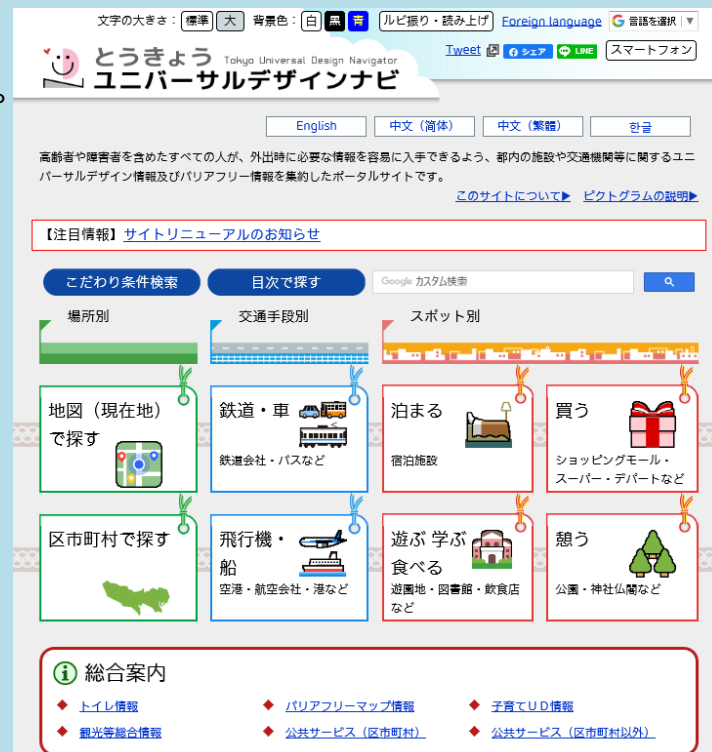 文字の大きさ： 標準 大 背景色： 白 黒 青 ルビ振り・読み上げ Foreign language G 言語を選択 ▼
Tweet シェア LINE スマートフォン
とうきょう Tokyo Universal Design Navigator
ユニバーサルデザインナビ
English 中文（简体） 中文（繁體） 한글
高齢者や障害者を含めたすべての人が、外出時に必要な情報を容易に入手できるよう、都内の施設や交通機関等に関するユニ
バーサルデザイン情報及びバリアフリー情報を集約したポータルサイトです。
このサイトについて▶ ピクトグラムの説明▶
【注目情報】サイトリニューアルのお知らせ
こだわり条件検索 目次で探す Google カスタム検索
場所別 交通手段別 スポット別
地図（現在地）
で探す
鉄道・車
鉄道会社・バスなど
泊まる
宿泊施設
買う
ショッピングモール・
スーパー・デパートなど
区市町村で探す
飛行機・
船
空港・航空会社・港など
遊ぶ 学ぶ
食べる
遊園地・図書館・飲食店
など
憩う
公園・神社仏閣など
総合案内
トイレ情報 バリアフリーマップ情報 子育てＵＤ情報
観光等総合情報 公共サービス（区市町村） 公共サービス（区市町村以外）